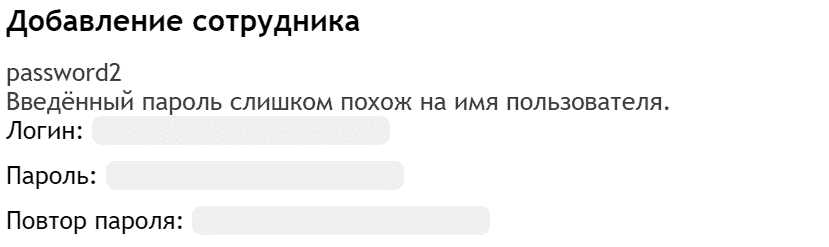 Добавление сотрудника
password2
Введённый пароль слишком похож на имя пользователя.
Логин:
Пароль:
Повтор пароля: